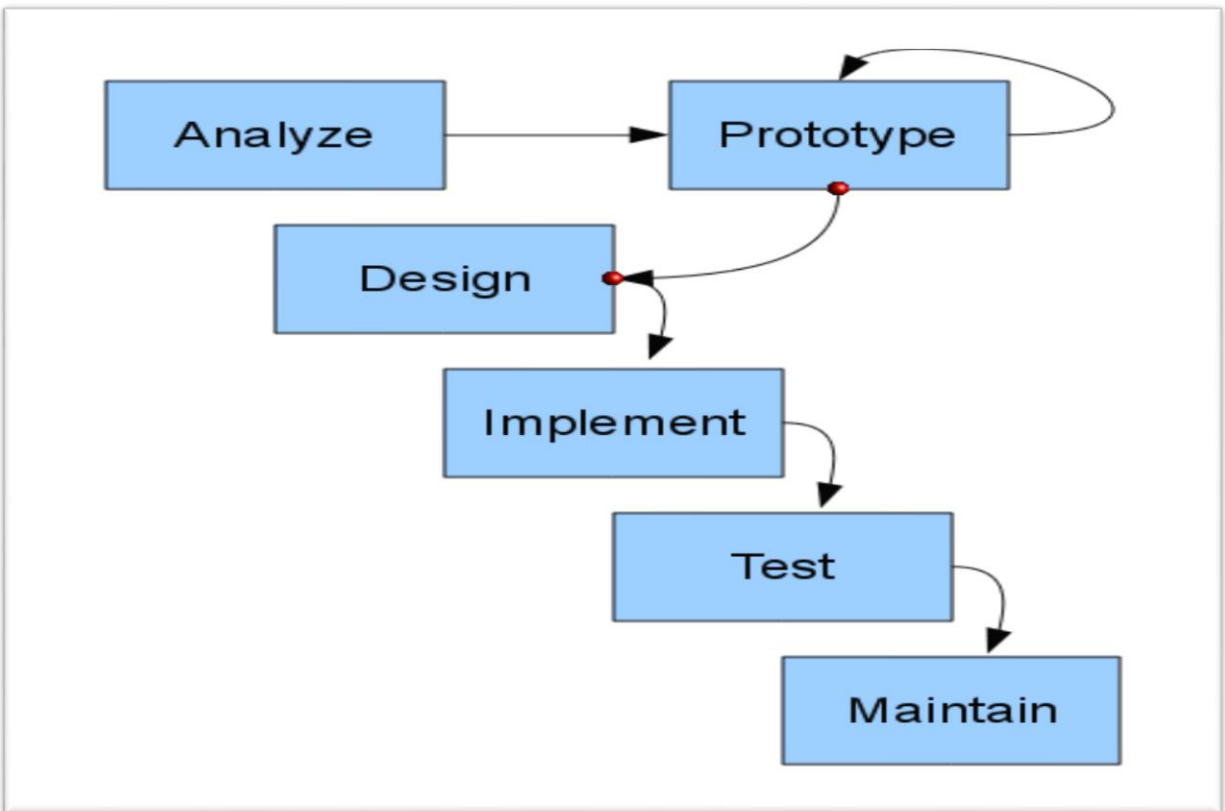 Analyze
Prototype
Design
Implement
Test
Maintain